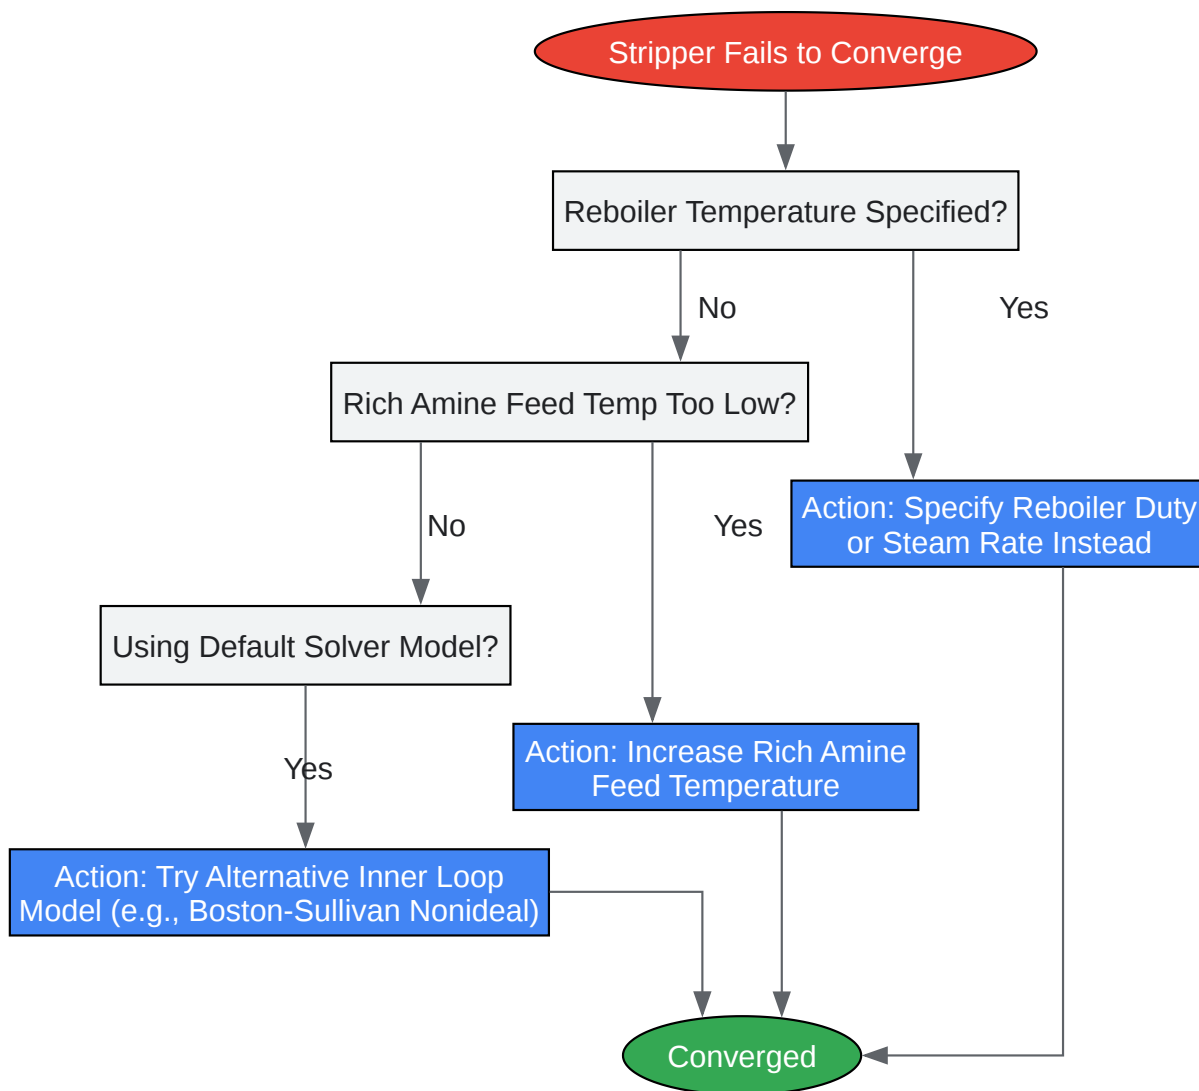 Stripper Fails to Converge
Reboiler Temperature Specified?
No
Yes
Rich Amine Feed Temp Too Low?
Action: Specify Reboiler Duty
or Steam Rate Instead
No
Yes
Using Default Solver Model?
Action: Increase Rich Amine
Feed Temperature
Yes
Action: Try Alternative Inner Loop
Model (e.g., Boston-Sullivan Nonideal)
Converged